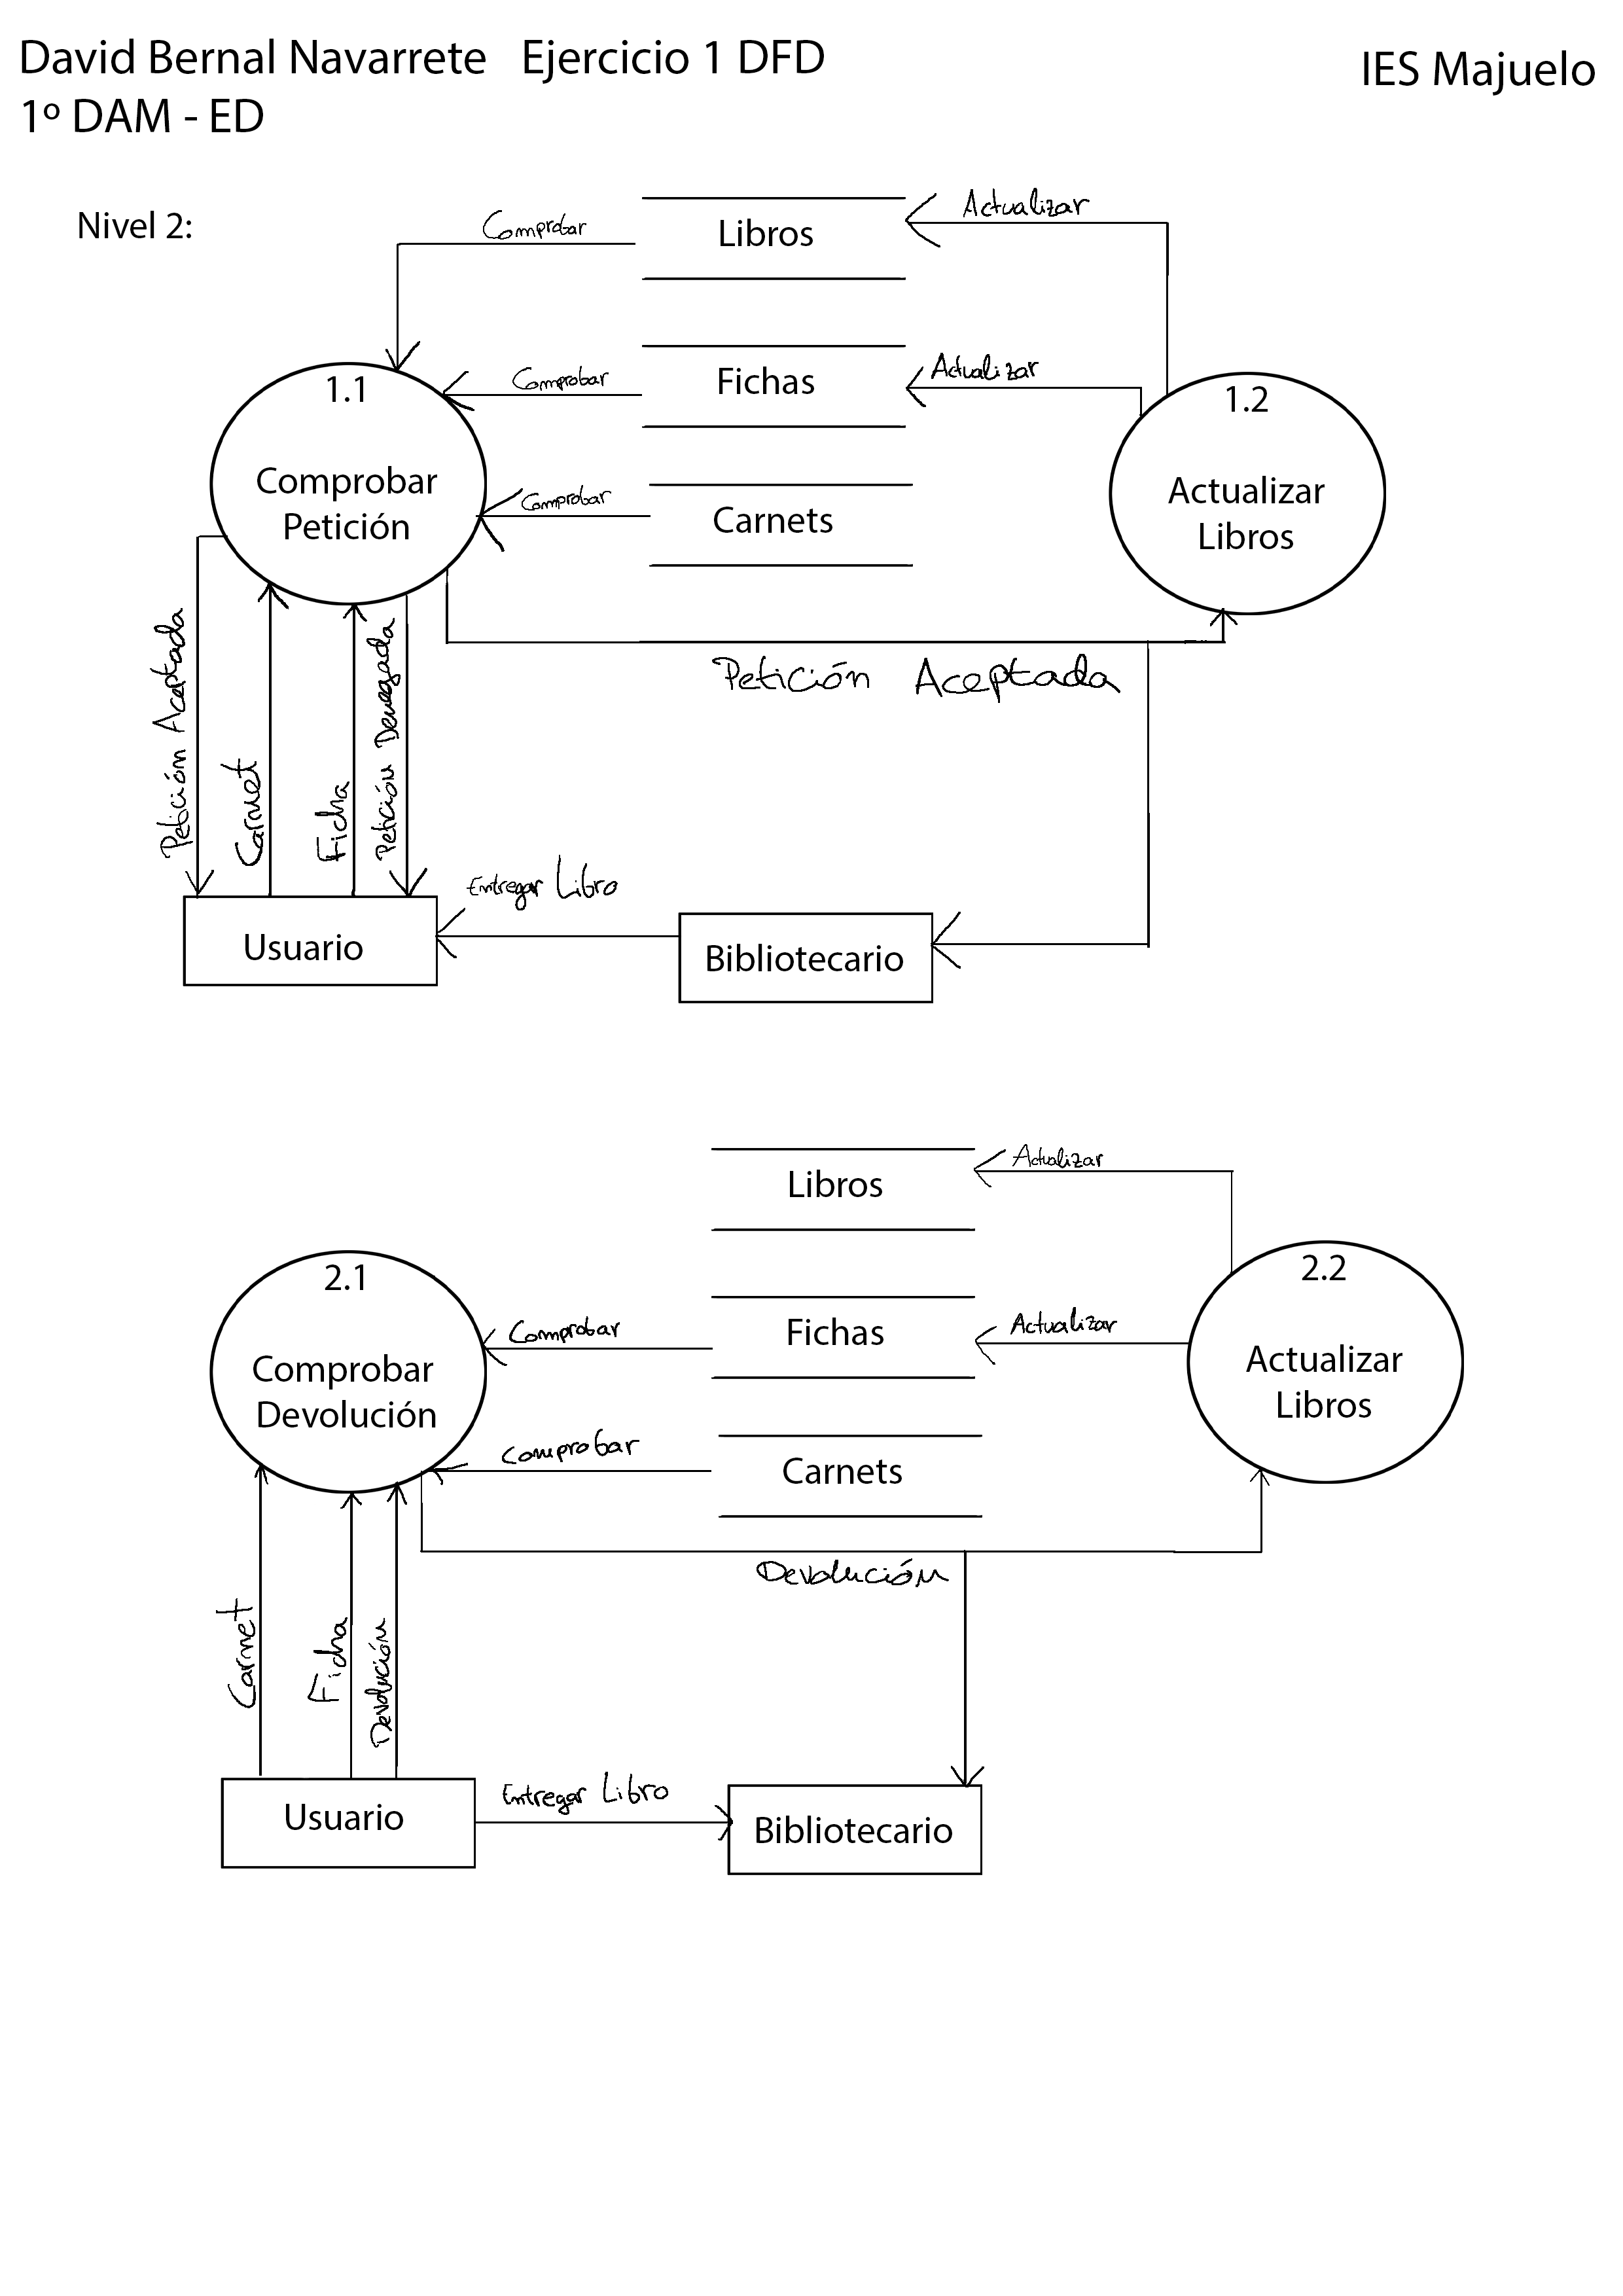 David Bernal Navarrete   Ejercicio 1 DFD
IES Majuelo
1º DAM - ED
Nivel 2:
Comprobar
Libros
Actualizar
1.1
Comprobar
Petición
Comprobar
Fichas
Actualizar
1.2
Actualizar
Libros
Comprobar
Carnets
Petición Aceptada
Petición Aceptada
Carnet
Ficha
Petición Denegada
Entregar Libro
Usuario
Bibliotecario
Libros
Actualizar
2.1
Comprobar
Devolución
Comprobar
Fichas
Actualizar
2.2
Actualizar
Libros
Comprobar
Carnets
Devolución
Carnet
Ficha
Devolución
Usuario
Entregar Libro
Bibliotecario